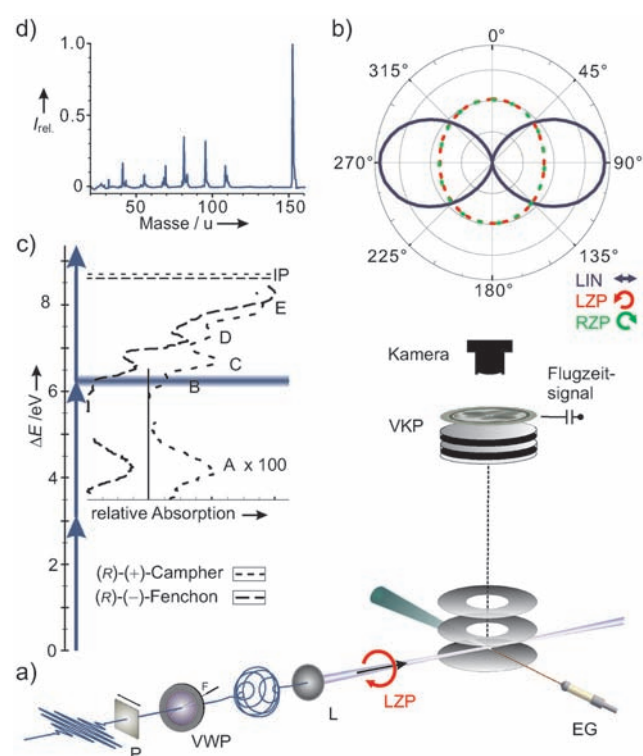 d)
1.0
0.5
0
I rel.
50
100
150
Masse / u
b)
0°
45°
90°
135°
180°
225°
270°
315°
LIN
LZP
RZP
c)
8
6
4
2
0
ΔE /eV
IP
E
D
C
B
A x 100
relative Absorption
(R)-(+)-Campher
(R)-(−)-Fenchon
Kamera
Flugzeit-
signal
VKP
a)
P
F
VWP
L
LZP
EG